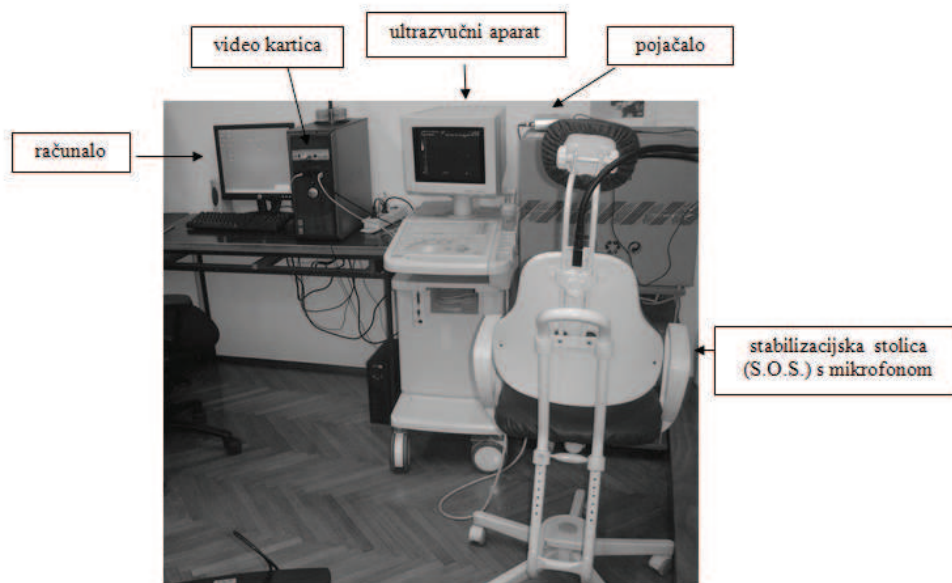 ultrazvučni aparat
video kartica
pojačalo
računalo
stabilizacijska stolica
(S.O.S.) s mikrofonom